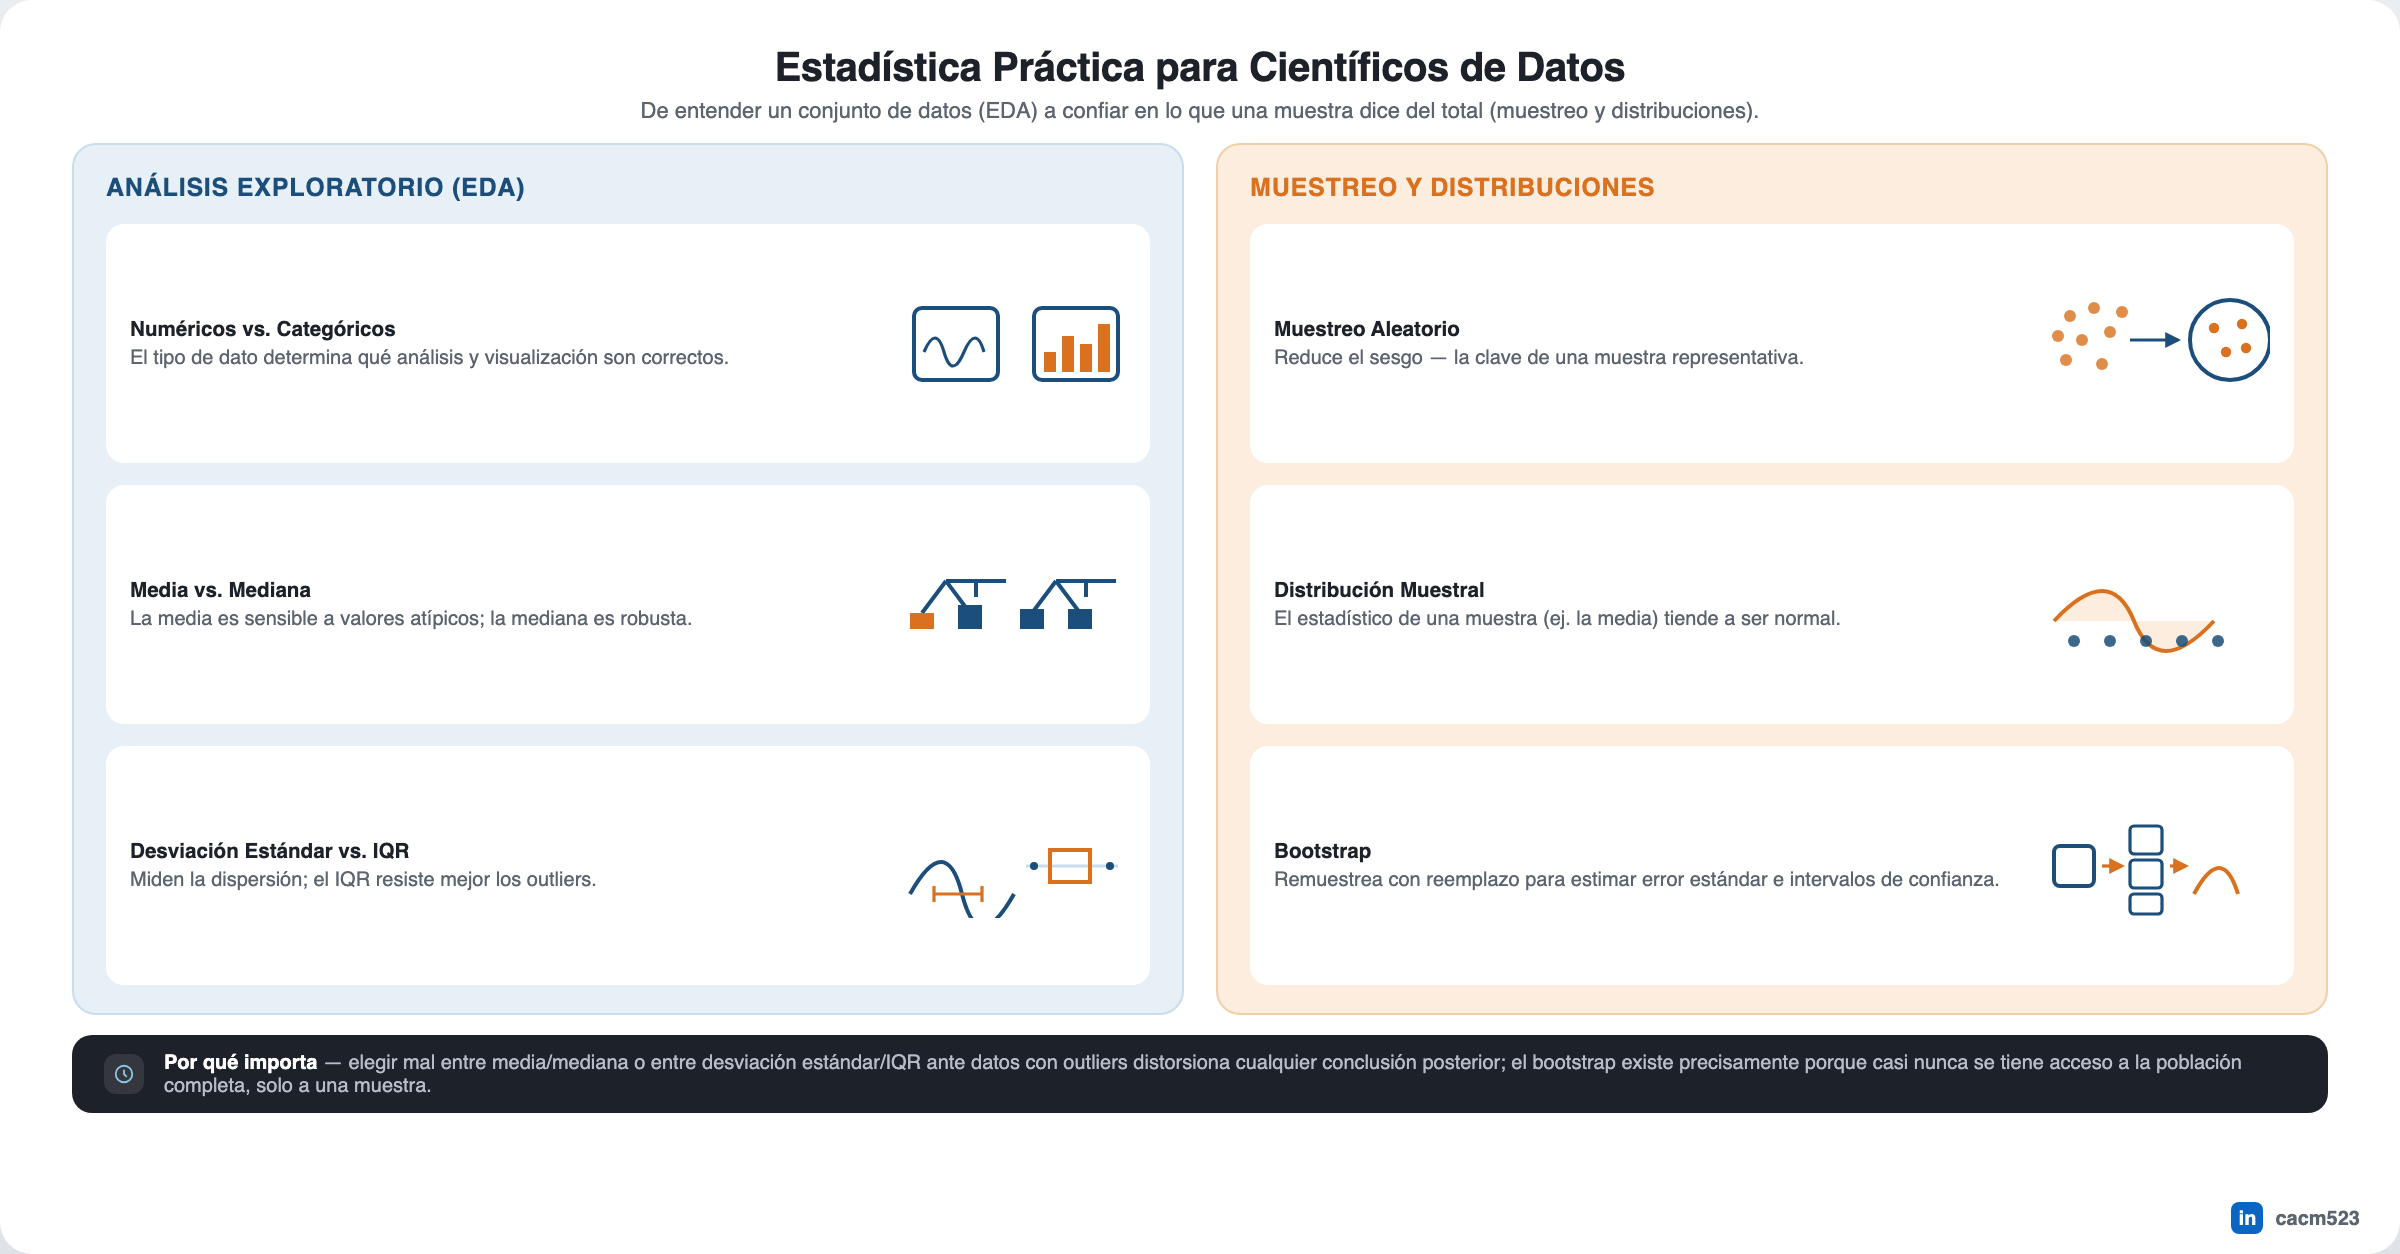 Estadística Práctica para Científicos de Datos
De entender un conjunto de datos (EDA) a confiar en lo que una muestra dice del total (muestreo y distribuciones).
ANÁLISIS EXPLORATORIO (EDA)
Numéricos vs. Categóricos
El tipo de dato determina qué análisis y visualización son correctos.
Media vs. Mediana
La media es sensible a valores atípicos; la mediana es robusta.
Desviación Estándar vs. IQR
Miden la dispersión; el IQR resiste mejor los outliers.
MUESTREO Y DISTRIBUCIONES
Muestreo Aleatorio
Reduce el sesgo — la clave de una muestra representativa.
Distribución Muestral
El estadístico de una muestra (ej. la media) tiende a ser normal.
Bootstrap
Remuestrea con reemplazo para estimar error estándar e intervalos de confianza.
Por qué importa — elegir mal entre media/mediana o entre desviación estándar/IQR ante datos con outliers distorsiona cualquier conclusión posterior; el bootstrap existe precisamente porque casi nunca se tiene acceso a la población
completa, solo a una muestra.
in cacm523